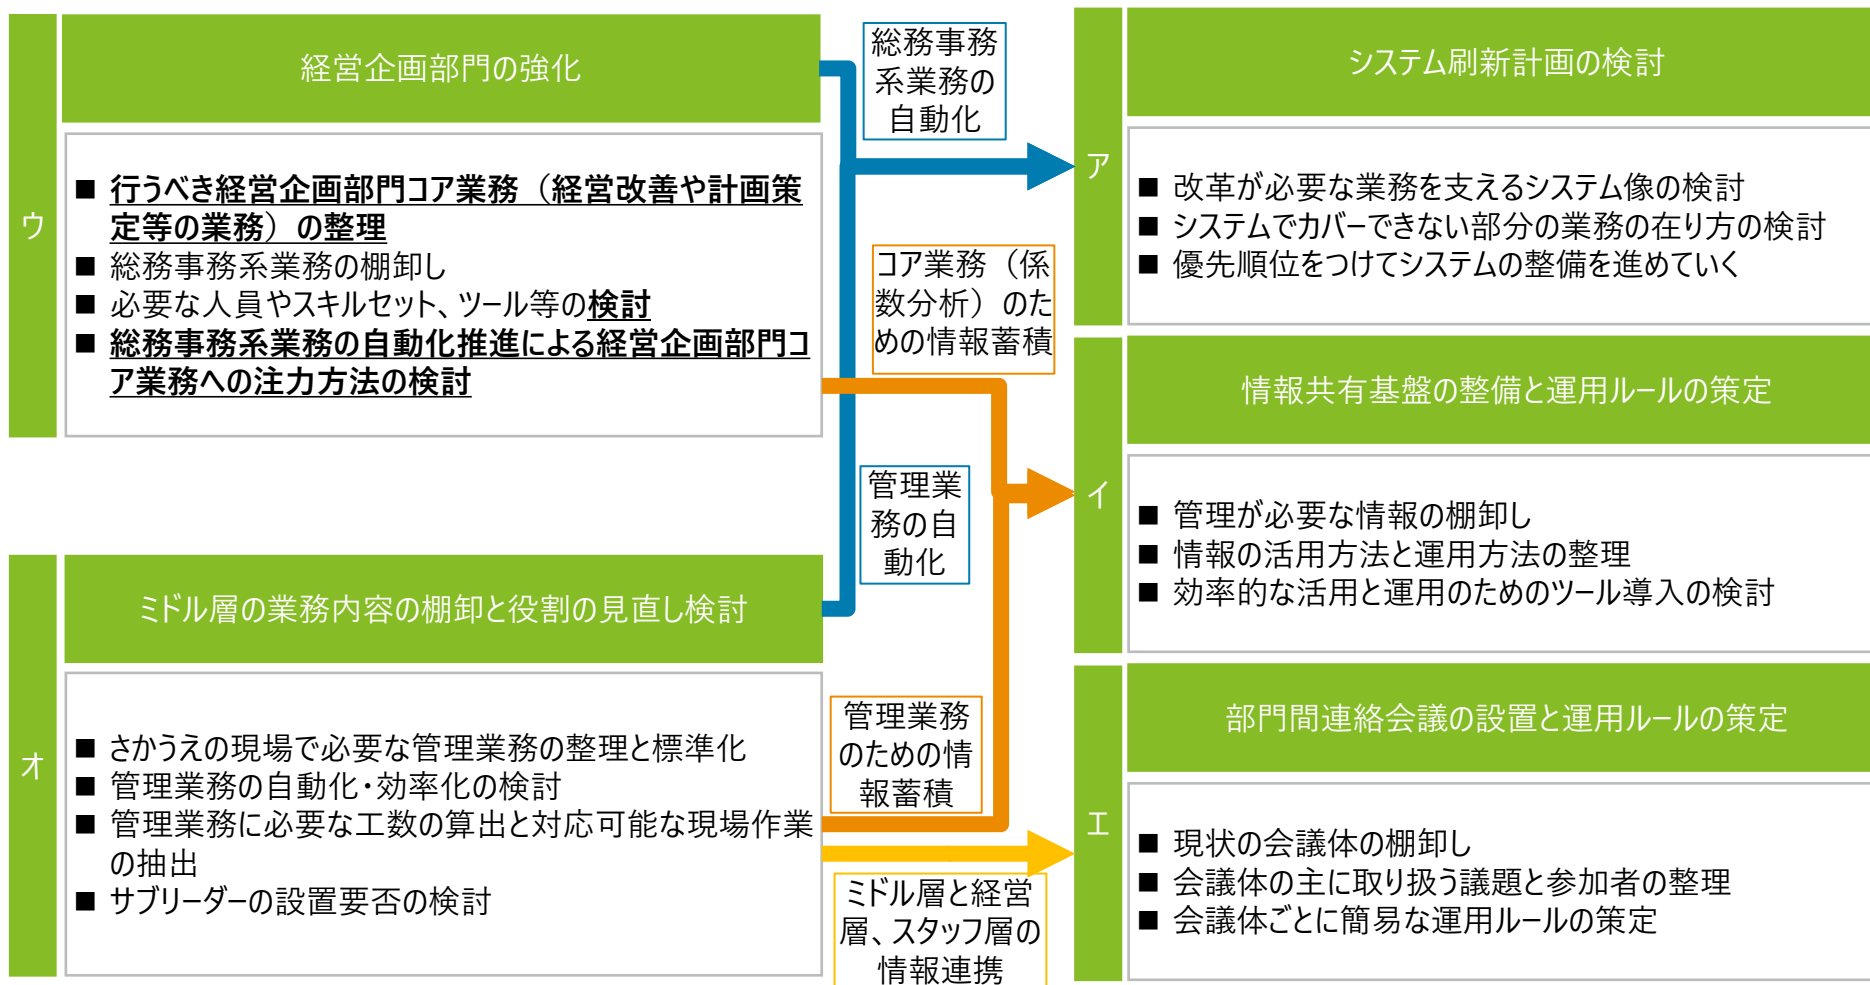 ウ
経営企画部門の強化
■ 行うべき経営企画部門コア業務（経営改善や計画策
定等の業務）の整理
■ 総務事務系業務の棚卸し
■ 必要な人員やスキルセット、ツール等の検討
■ 総務事務系業務の自動化推進による経営企画部門コ
ア業務への注力方法の検討
オ
ミドル層の業務内容の棚卸と役割の見直し検討
■ さかうえの現場で必要な管理業務の整理と標準化
■ 管理業務の自動化・効率化の検討
■ 管理業務に必要な工数の算出と対応可能な現場作業
の抽出
■ サブリーダーの設置要否の検討
総務事務
系業務の
自動化
コア業務（係
数分析）のた
めの情報蓄積
管理業
務の自
動化
管理業務
のための情
報蓄積
ミドル層と経営
層、スタッフ層の
情報連携
ア
システム刷新計画の検討
■ 改革が必要な業務を支えるシステム像の検討
■ システムでカバーできない部分の業務の在り方の検討
■ 優先順位をつけてシステムの整備を進めていく
イ
情報共有基盤の整備と運用ルールの策定
■ 管理が必要な情報の棚卸し
■ 情報の活用方法と運用方法の整理
■ 効率的な活用と運用のためのツール導入の検討
エ
部門間連絡会議の設置と運用ルールの策定
■ 現状の会議体の棚卸し
■ 会議体の主に取り扱う議題と参加者の整理
■ 会議体ごとに簡易な運用ルールの策定